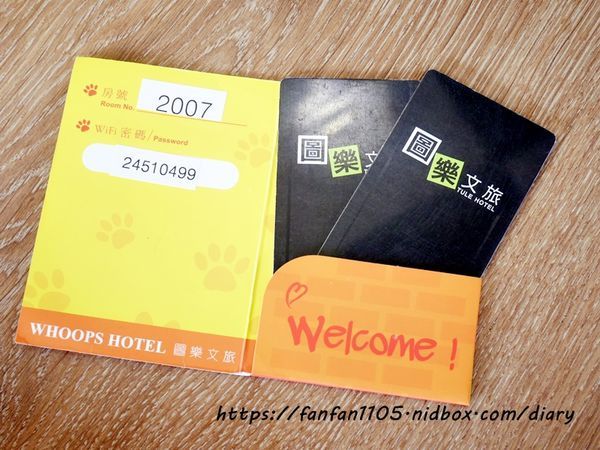 房號
Room No. 2007
WiFi 密碼/Password
24510499
WHOOPS HOTEL 圖樂文旅
圖樂文
圖樂文旅
TULE HOTEL
Welcome!
https://fanfan1105.nidbox.com/diary